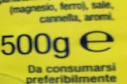 (magnesio, ferro), sale,
cannella, aromi.
500g ℮
Da consumarsi
preferibilmente